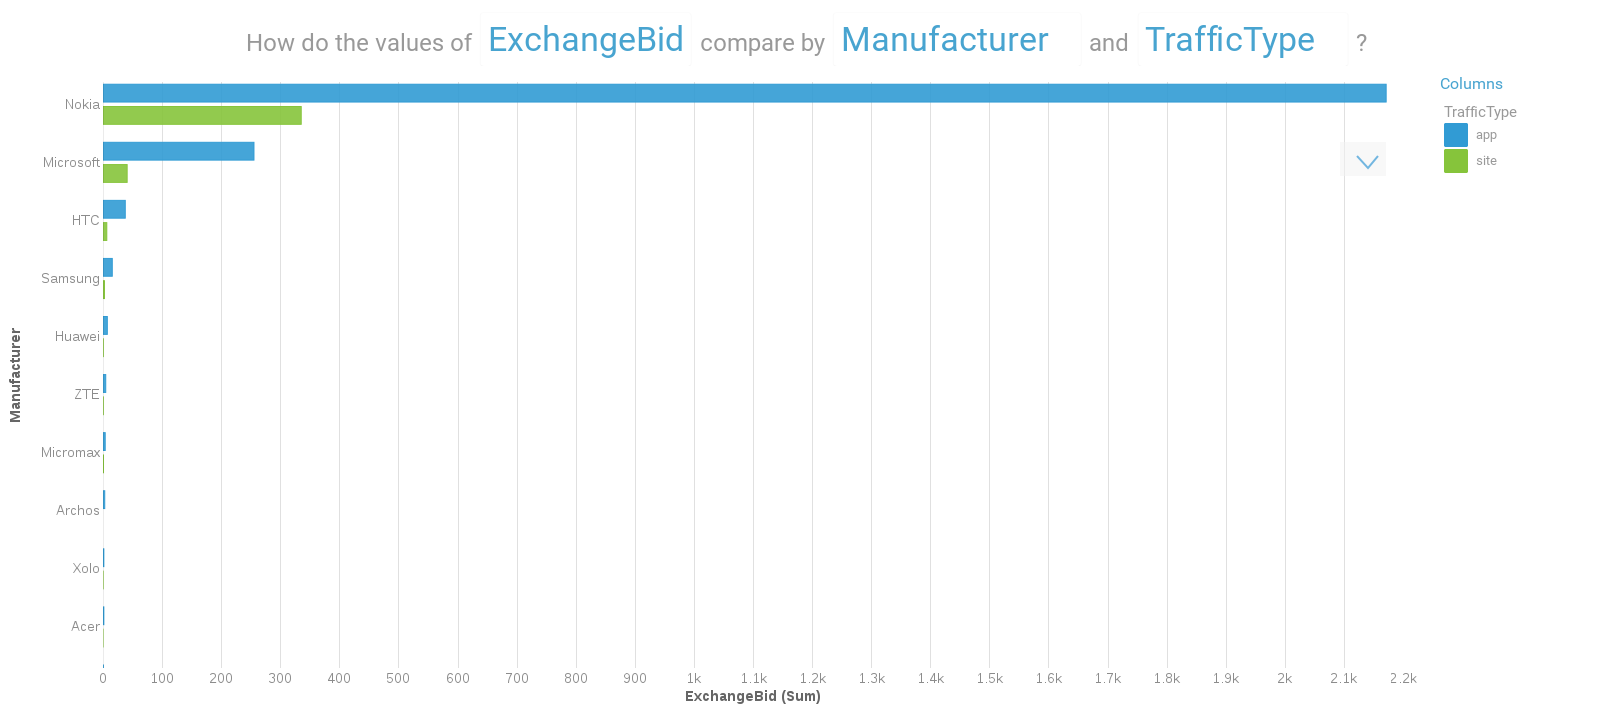 How do the values of ExchangeBid compare by Manufacturer and TrafficType ?
Columns
TrafficType
app
site
Manufacturer
Nokia
Microsoft
HTC
Samsung
Huawei
ZTE
Micromax
Archos
Xolo
Acer
0 100 200 300 400 500 600 700 800 900 1k 1.1k 1.2k 1.3k 1.4k 1.5k 1.6k 1.7k 1.8k 1.9k 2k 2.1k 2.2k
ExchangeBid (Sum)